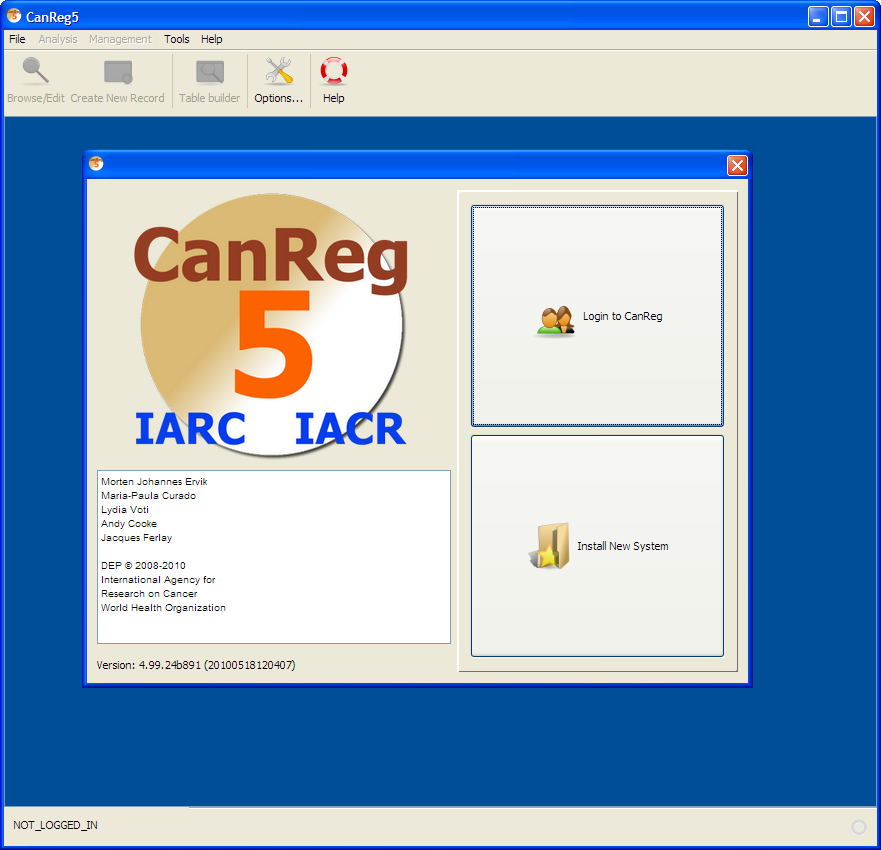 CanReg5
File Analysis Management Tools Help
Browse/Edit Create New Record Table builder Options... Help
CanReg
5
IARC IACR
Login to CanReg
Morten Johannes Ervik
Maria-Paula Curado
Lydia Voti
Andy Cooke
Jacques Ferlay
DEP © 2008-2010
International Agency for
Research on Cancer
World Health Organization
Install New System
Version: 4.99.24b891 (20100518120407)
NOT_LOGGED_IN